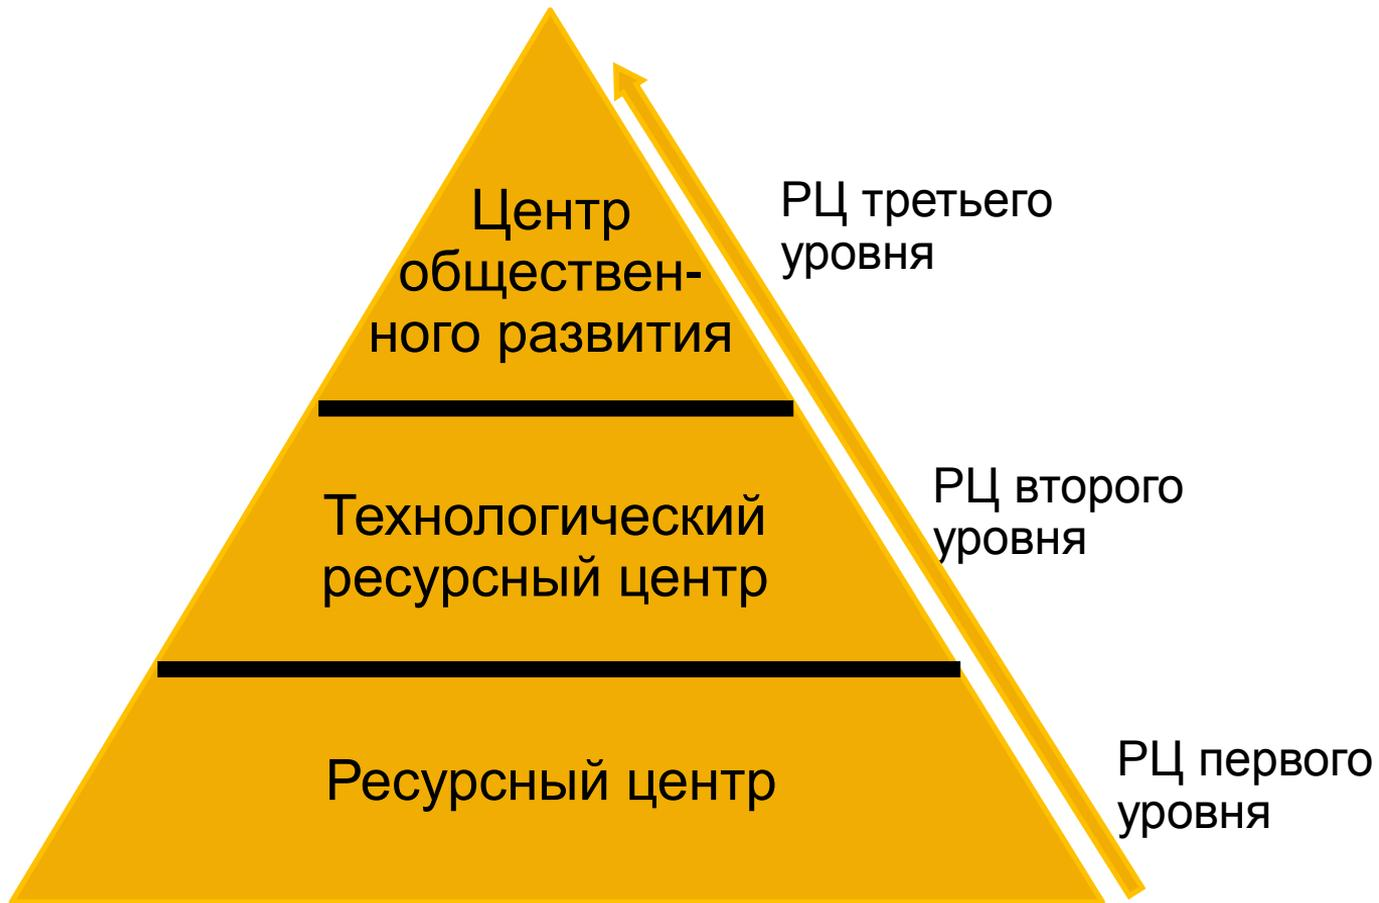 Центр
обществен-
ного развития
РЦ третьего
уровня
Технологический
ресурсный центр
РЦ второго
уровня
Ресурсный центр
РЦ первого
уровня